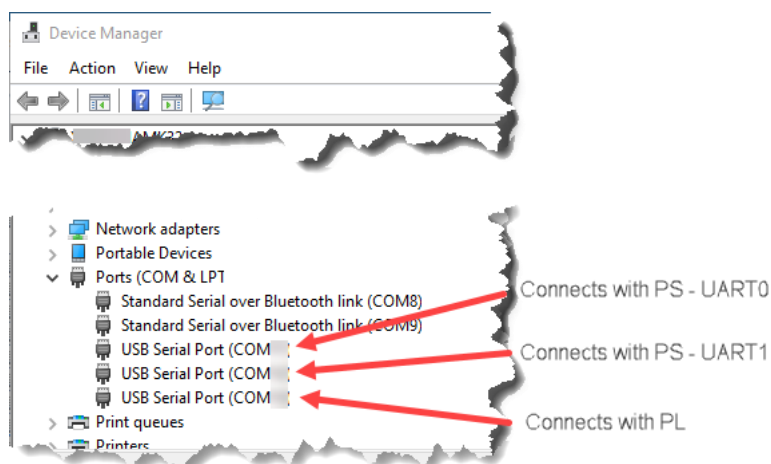 Device Manager
File Action View Help
Network adapters
Portable Devices
Ports (COM & LPT
Standard Serial over Bluetooth link (COM8)
Connects with PS - UART0
Standard Serial over Bluetooth link (COM9)
USB Serial Port (COM
USB Serial Port (COM
Connects with PS - UART1
USB Serial Port (COM
Print queues
Connects with PL
Printers